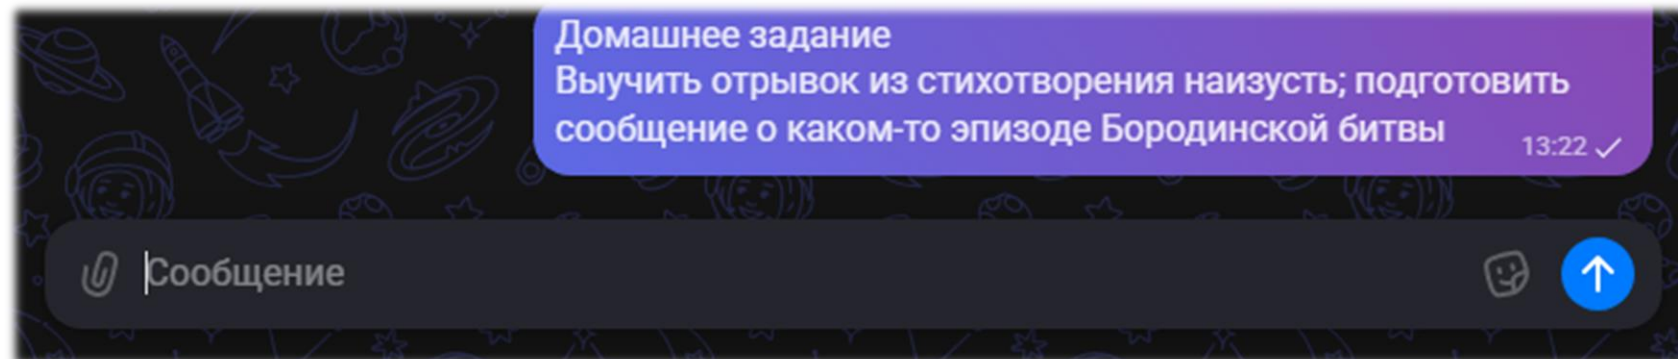 Домашнее задание
Выучить отрывок из стихотворения наизусть; подготовить
сообщение о каком-то эпизоде Бородинской битвы
13:22
Сообщение